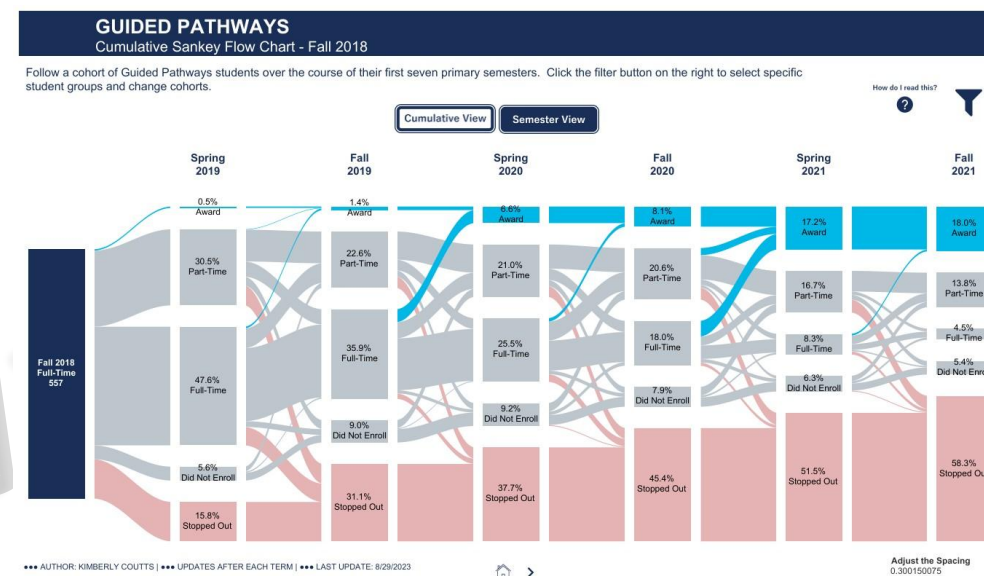 GUIDED PATHWAYS
Cumulative Sankey Flow Chart - Fall 2018
Follow a cohort of Guided Pathways students over the course of their first seven primary semesters. Click the filter button on the right to select specific
student groups and change cohorts.
How do I read this?
?
Cumulative View
Semester View
Spring
2019
Fall
2019
Spring
2020
Fall
2020
Spring
2021
Fall
2021
Fall 2018
Full-Time
557
0.5%
Award
30.5%
Part-Time
47.6%
Full-Time
5.6%
Did Not Enroll
15.8%
Stopped Out
1.4%
Award
22.6%
Part-Time
35.9%
Full-Time
9.0%
Did Not Enroll
31.1%
Stopped Out
6.6%
Award
21.0%
Part-Time
25.5%
Full-Time
9.2%
Did Not Enroll
37.7%
Stopped Out
8.1%
Award
20.6%
Part-Time
18.0%
Full-Time
7.9%
Did Not Enroll
45.4%
Stopped Out
17.2%
Award
16.7%
Part-Time
8.3%
Full-Time
6.3%
Did Not Enroll
51.5%
Stopped Out
18.0%
Award
13.8%
Part-Time
4.5%
Full-Time
5.4%
Did Not Enr
58.3%
Stopped Ou
●●● AUTHOR: KIMBERLY COUTTS | ●●● UPDATES AFTER EACH TERM | ●●● LAST UPDATE: 8/29/2023
Adjust the Spacing
0.300150075